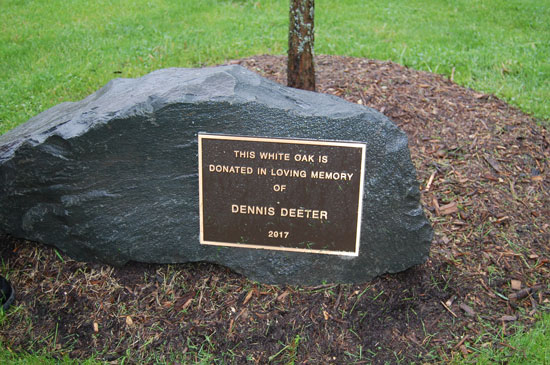 THIS WHITE OAK IS
DONATED IN LOVING MEMORY
OF
DENNIS DEETER
2017